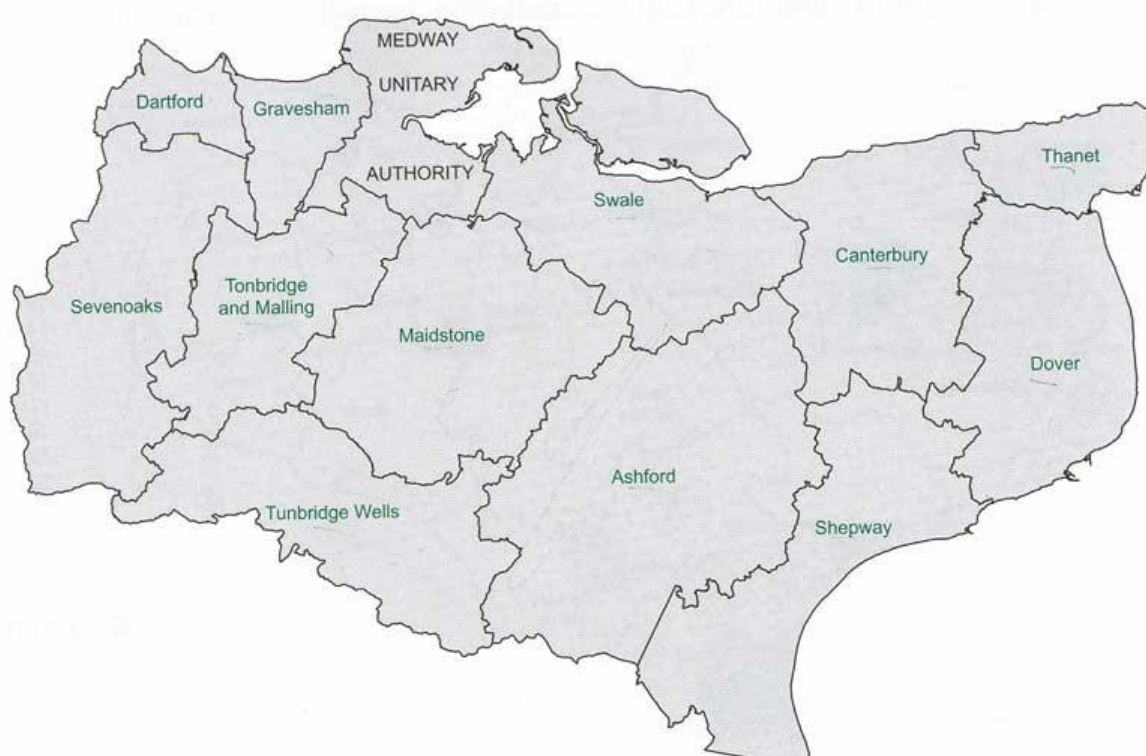 MEDWAY
UNITARY
AUTHORITY
Dartford
Gravesham
Thanet
Swale
Canterbury
Sevenoaks
Tonbridge
and Malling
Maidstone
Dover
Ashford
Tunbridge Wells
Shepway